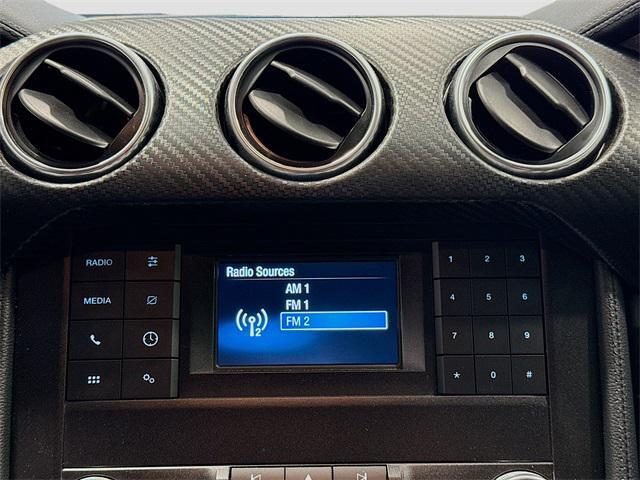 RADIO
MEDIA
Radio Sources
AM 1
FM 1
FM 2
2
1 2 3
4 5 6
7 8 9
* 0 #